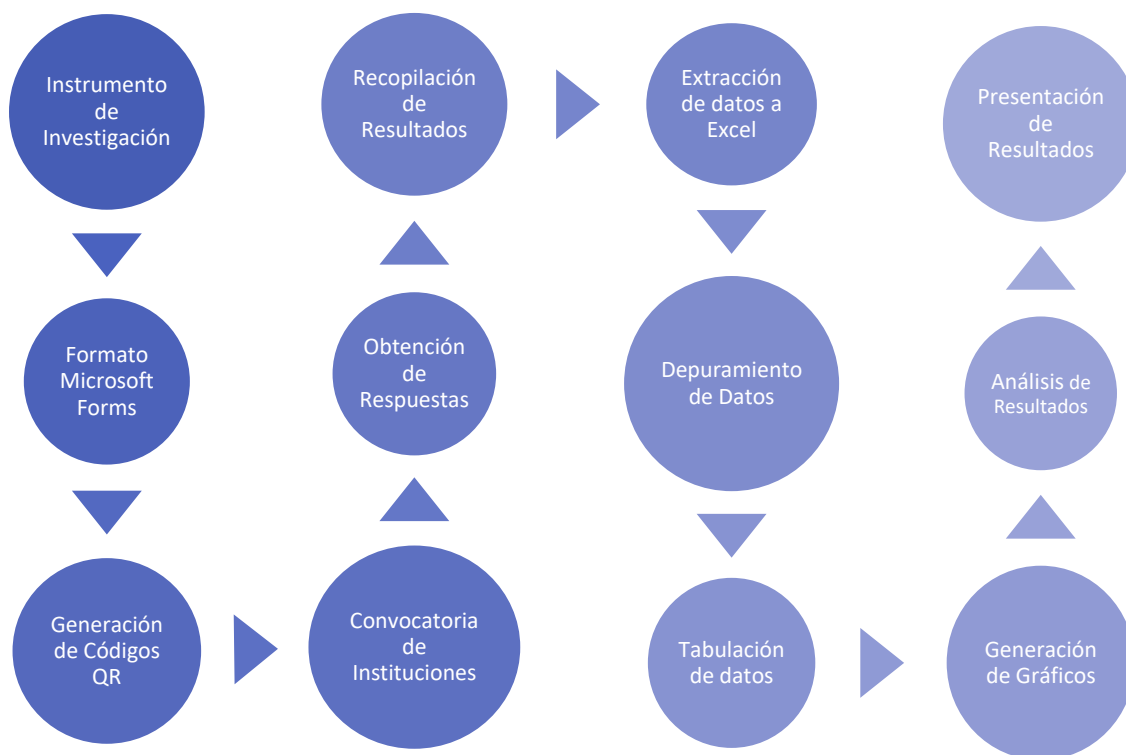 Instrumento
de
Investigación
Formato
Microsoft
Forms
Generación
de Códigos
QR
Convocatoria
de
Instituciones
Obtención
de
Respuestas
Recopilación
de
Resultados
Extracción
de datos a
Excel
Depuramiento
de Datos
Tabulación
de datos
Generación
de Gráficos
Análisis de
Resultados
Presentación
de
Resultados